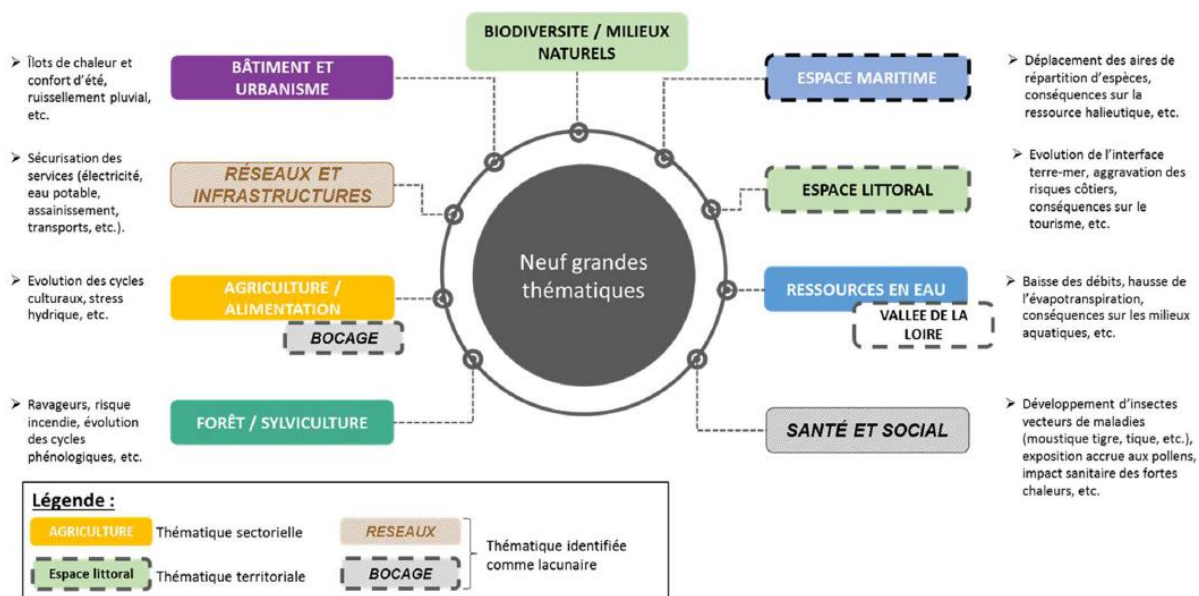 BIODIVERSITE / MILIEUX
NATURELS
➢ Îlots de chaleur et
confort d'été,
ruissellement pluvial,
etc.
BÂTIMENT ET
URBANISME
➢ Sécurisation des
services (électricité,
eau potable,
assainissement,
transports, etc.).
RÉSEAUX ET
INFRASTRUCTURES
➢ Evolution des cycles
culturaux, stress
hydrique, etc.
AGRICULTURE /
ALIMENTATION
BOCAGE
➢ Ravageurs, risque
incendie, évolution
des cycles
phénologiques, etc.
FORÊT / SYLVICULTURE
Neuf grandes
thématiques
ESPACE MARITIME
➢ Déplacement des aires de
répartition d'espèces,
conséquences sur la
ressource halieutique, etc.
ESPACE LITTORAL
➢ Evolution de l'interface
terre-mer, aggravation des
risques côtiers,
conséquences sur le
tourisme, etc.
RESSOURCES EN EAU
VALLEE DE LA
LOIRE
➢ Baisse des débits, hausse de
l'évapotranspiration,
conséquences sur les milieux
aquatiques, etc.
SANTÉ ET SOCIAL
➢ Développement d'insectes
vecteurs de maladies
(moustique tigre, tique, etc.),
exposition accrue aux pollens,
impact sanitaire des fortes
chaleurs, etc.
Légende :
AGRICULTURE Thématique sectorielle
Espace littoral Thématique territoriale
RESEAUX
BOCAGE
Thématique identifiée
comme lacunaire